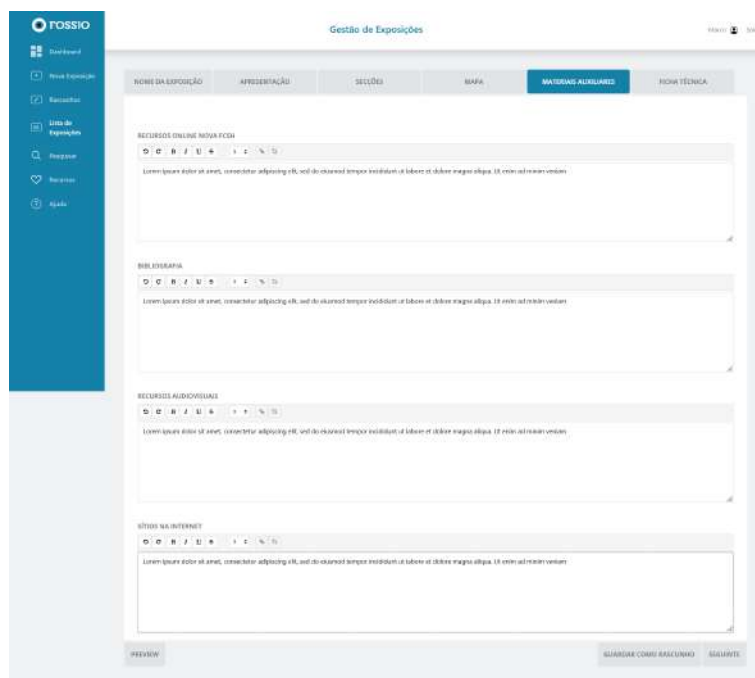 rossio
Gestão de Exposições
Dashboard
Nova Exposição
Rascunhos
Lista de
Exposições
Pesquisar
Recursos
Ajuda
NOME DA EXPOSIÇÃO
APRESENTAÇÃO
SECÇÕES
MAPA
MATERIAIS AUXILIARES
FICHA TÉCNICA
RECURSOS ONLINE NOVA FCSH
B I U S
Lorem ipsum dolor sit amet, consectetur adipiscing elit, sed do eiusmod tempor incididunt ut labore et dolore magna aliqua. Ut enim ad minim veniam
BIBLIOGRAFIA
B I U S
Lorem ipsum dolor sit amet, consectetur adipiscing elit, sed do eiusmod tempor incididunt ut labore et dolore magna aliqua. Ut enim ad minim veniam
RECURSOS AUDIOVISUAIS
B I U S
Lorem ipsum dolor sit amet, consectetur adipiscing elit, sed do eiusmod tempor incididunt ut labore et dolore magna aliqua. Ut enim ad minim veniam
SÍTIOS NA INTERNET
B I U S
Lorem ipsum dolor sit amet, consectetur adipiscing elit, sed do eiusmod tempor incididunt ut labore et dolore magna aliqua. Ut enim ad minim veniam
PREVIEW
GUARDAR COMO RASCUNHO
SEGUINTE